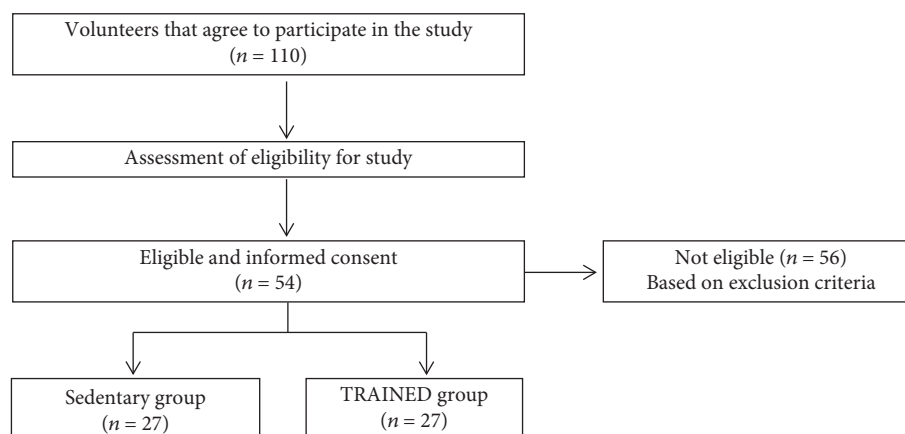 Volunteers that agree to participate in the study
(n = 110)
Assessment of eligibility for study
Eligible and informed consent
(n = 54)
Not eligible (n = 56)
Based on exclusion criteria
Sedentary group
(n = 27)
TRAINED group
(n = 27)